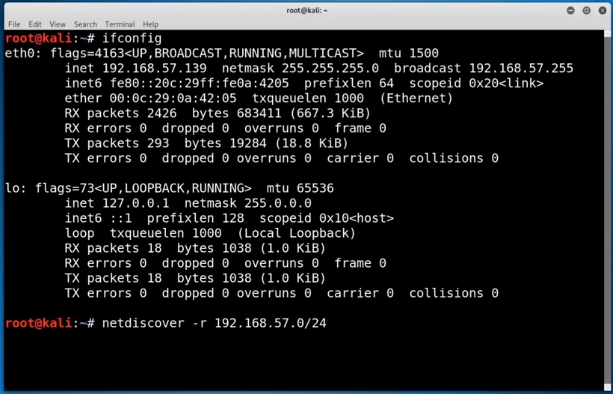 root@kali: ~
File Edit View Search Terminal Help
root@kali:~# ifconfig
eth0: flags=4163<UP,BROADCAST,RUNNING,MULTICAST>  mtu 1500
        inet 192.168.57.139  netmask 255.255.255.0  broadcast 192.168.57.255
        inet6 fe80::20c:29ff:fe0a:4205  prefixlen 64  scopeid 0x20<link>
        ether 00:0c:29:0a:42:05  txqueuelen 1000  (Ethernet)
        RX packets 2426  bytes 683411 (667.3 KiB)
        RX errors 0  dropped 0  overruns 0  frame 0
        TX packets 293  bytes 19284 (18.8 KiB)
        TX errors 0  dropped 0 overruns 0  carrier 0  collisions 0

lo: flags=73<UP,LOOPBACK,RUNNING>  mtu 65536
        inet 127.0.0.1  netmask 255.0.0.0
        inet6 ::1  prefixlen 128  scopeid 0x10<host>
        loop  txqueuelen 1000  (Local Loopback)
        RX packets 18  bytes 1038 (1.0 KiB)
        RX errors 0  dropped 0  overruns 0  frame 0
        TX packets 18  bytes 1038 (1.0 KiB)
        TX errors 0  dropped 0 overruns 0  carrier 0  collisions 0

root@kali:~# netdiscover -r 192.168.57.0/24